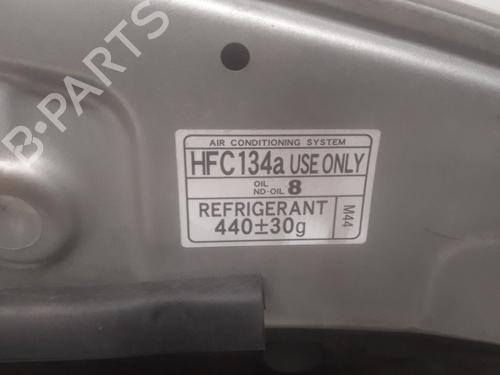 B-PARTS
AIR CONDITIONING SYSTEM
HFC134a USE ONLY
OIL
ND-OIL 8
REFRIGERANT
440±30g
M44